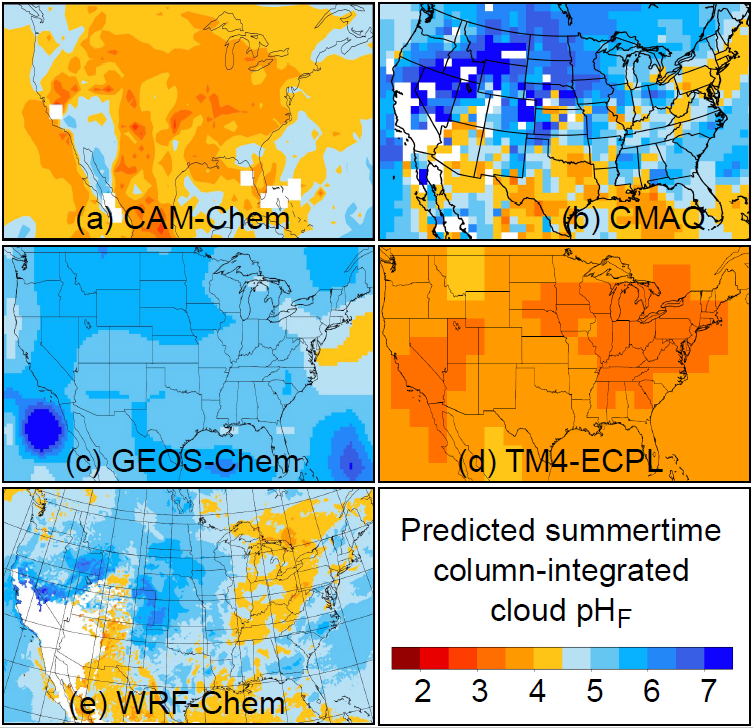 (a) CAM-Chem
(b) CMAQ
(c) GEOS-Chem
(d) TM4-ECPL
(e) WRF-Chem
Predicted summertime
column-integrated
cloud pHF
2 3 4 5 6 7